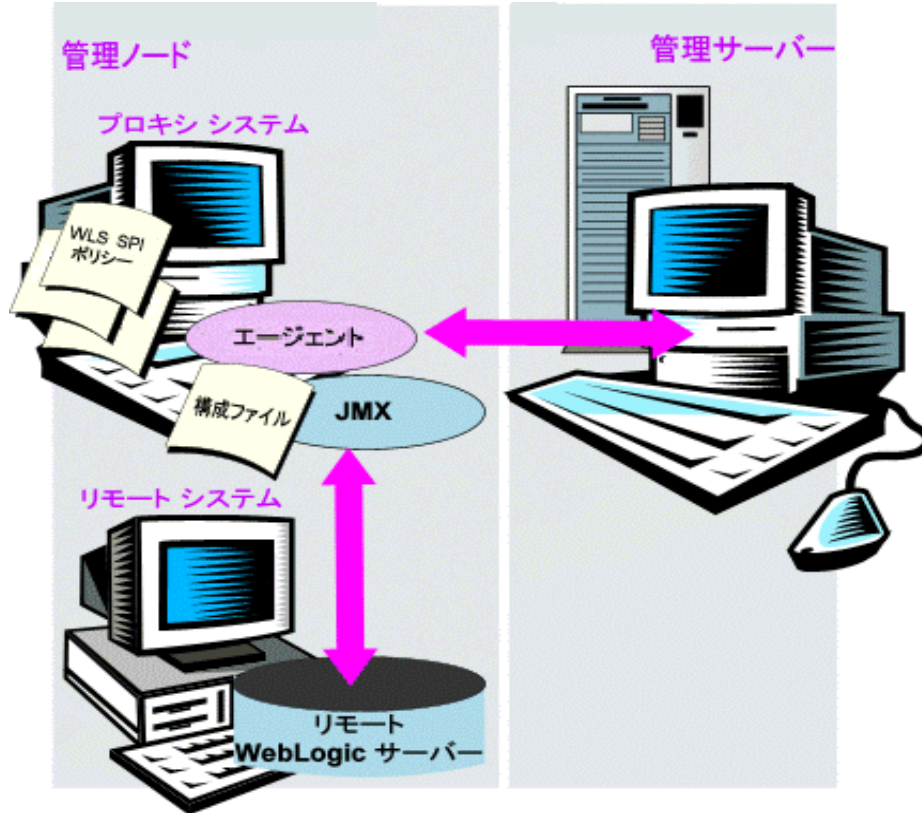 管理ノード
管理サーバー
プロキシ システム
WLS SPI
ポリシー
エージェント
構成ファイル
JMX
リモート システム
リモート
WebLogic サーバー